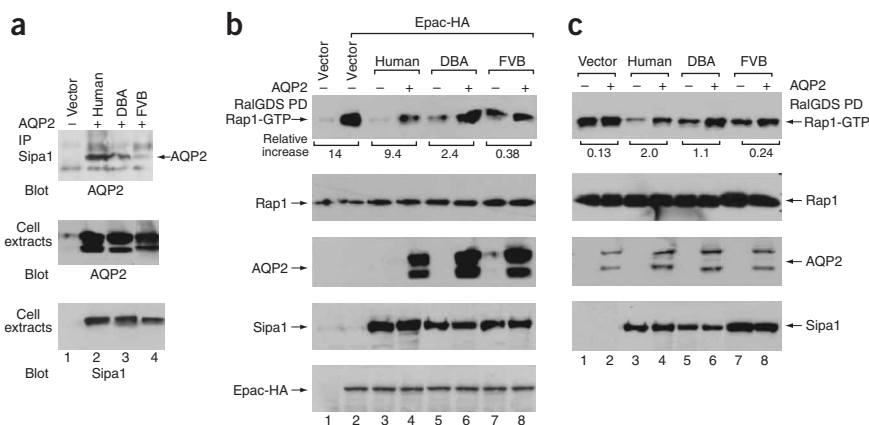 a
Vector
Human
DBA
FVB
AQP2 – + + +
IP
Sipa1
AQP2
Blot AQP2
Cell
extracts
Blot AQP2
Cell
extracts
1 2 3 4
Blot Sipa1
b
Epac-HA
Vector
Vector
Human DBA FVB
AQP2 – + – + – +
RalGDS PD
Rap1-GTP
Relative
increase
14 9.4 2.4 0.38
Rap1
AQP2
Sipa1
Epac-HA
1 2 3 4 5 6 7 8
c
Vector Human DBA FVB
– + – + – + – + AQP2
RalGDS PD
Rap1-GTP
0.13 2.0 1.1 0.24
Rap1
AQP2
Sipa1
1 2 3 4 5 6 7 8